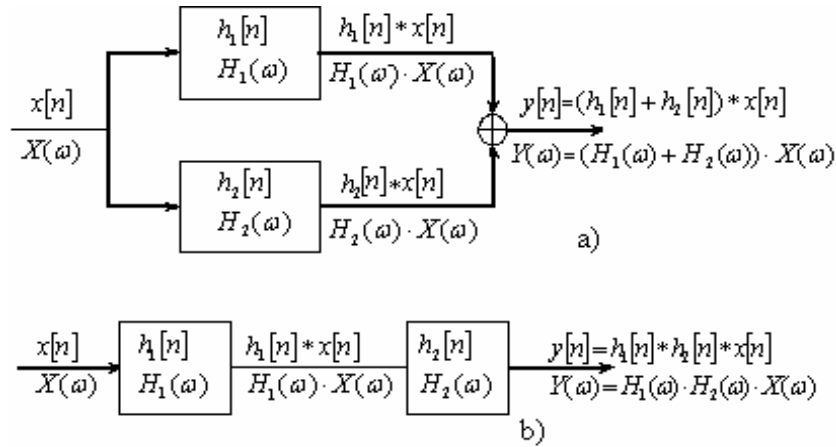 h₁[n]
H₁(ω)
h₁[n]*x[n]
H₁(ω)·X(ω)
x[n]
X(ω)
y[n]=(h₁[n]+h₂[n])*x[n]
Y(ω)=(H₁(ω)+H₂(ω))·X(ω)
h₂[n]
H₂(ω)
h₂[n]*x[n]
H₂(ω)·X(ω)
a)
x[n]
X(ω)
h₁[n]
H₁(ω)
h₁[n]*x[n]
H₁(ω)·X(ω)
h₂[n]
H₂(ω)
y[n]=h₁[n]*h₂[n]*x[n]
Y(ω)=H₁(ω)·H₂(ω)·X(ω)
b)